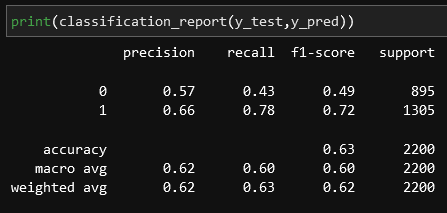 print(classification_report(y_test,y_pred))
precision recall f1-score support
0 0.57 0.43 0.49 895
1 0.66 0.78 0.72 1305
accuracy 0.63 2200
macro avg 0.62 0.60 0.60 2200
weighted avg 0.62 0.63 0.62 2200